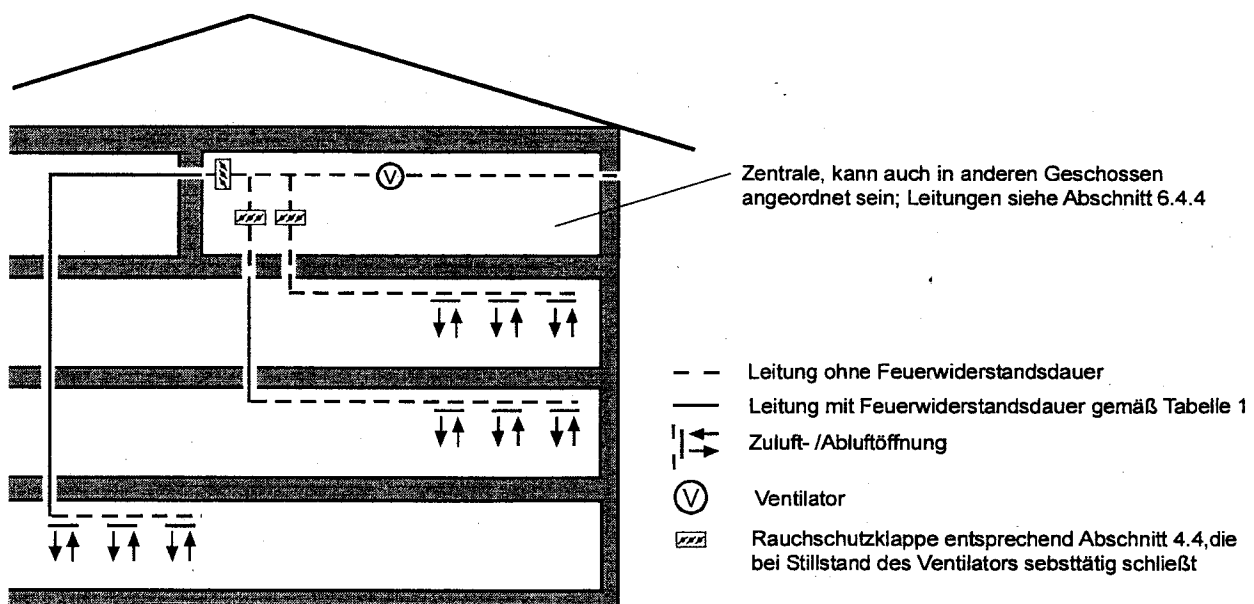 Zentrale, kann auch in anderen Geschossen
angeordnet sein; Leitungen siehe Abschnitt 6.4.4
V
Leitung ohne Feuerwiderstandsdauer
Leitung mit Feuerwiderstandsdauer gemäß Tabelle 1
Zuluft- /Abluftöffnung
V
Ventilator
Rauchschutzklappe entsprechend Abschnitt 4.4,die
bei Stillstand des Ventilators sebsttätig schließt